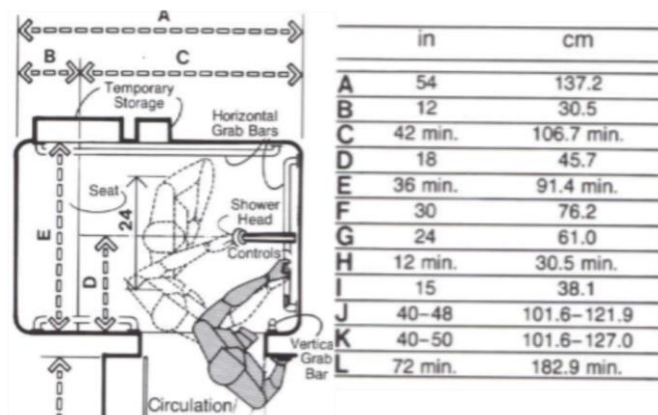 A
B
C
Temporary
Storage
Horizontal
Grab Bars
Seat
24
Shower
Head
Controls
E
D
Vertical
Grab
Bar
Circulation/
in cm
A 54 137.2
B 12 30.5
C 42 min. 106.7 min.
D 18 45.7
E 36 min. 91.4 min.
F 30 76.2
G 24 61.0
H 12 min. 30.5 min.
I 15 38.1
J 40–48 101.6–121.9
K 40–50 101.6–127.0
L 72 min. 182.9 min.